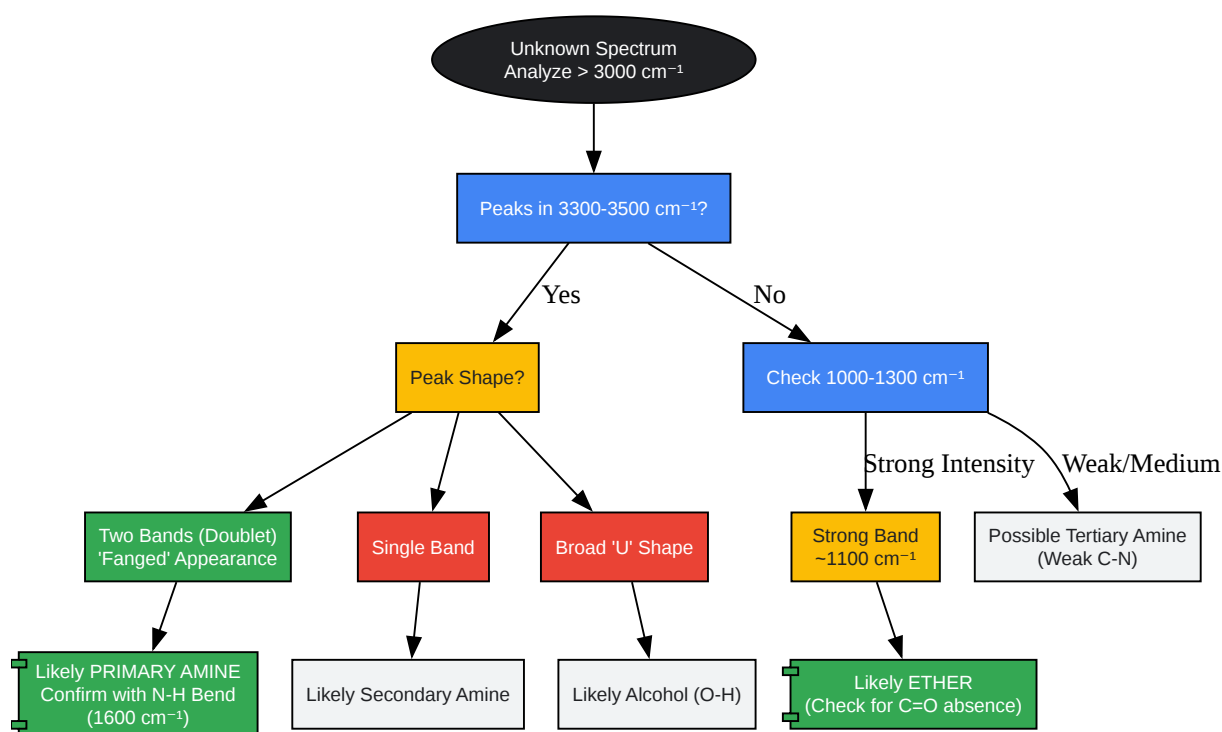 Unknown Spectrum
Analyze > 3000 cm⁻¹
Peaks in 3300-3500 cm⁻¹?
Yes
No
Peak Shape?
Check 1000-1300 cm⁻¹
Strong Intensity
Weak/Medium
Two Bands (Doublet)
'Fanged' Appearance
Single Band
Broad 'U' Shape
Strong Band
~1100 cm⁻¹
Possible Tertiary Amine
(Weak C-N)
Likely PRIMARY AMINE
Confirm with N-H Bend
(1600 cm⁻¹)
Likely Secondary Amine
Likely Alcohol (O-H)
Likely ETHER
(Check for C=O absence)